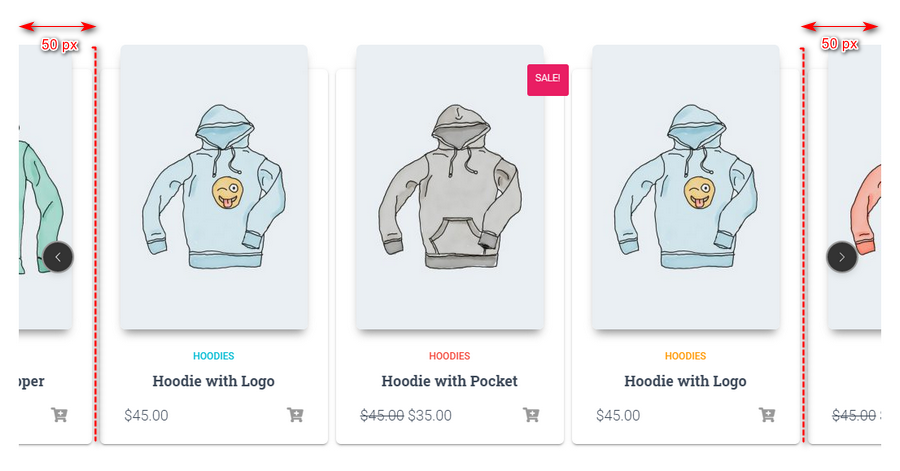 50 px
50 px
SALE!
HOODIES
HOODIES
HOODIES
Hoodie with Logo
Hoodie with Pocket
Hoodie with Logo
$45.00
$45.00 $35.00
$45.00
$45.00